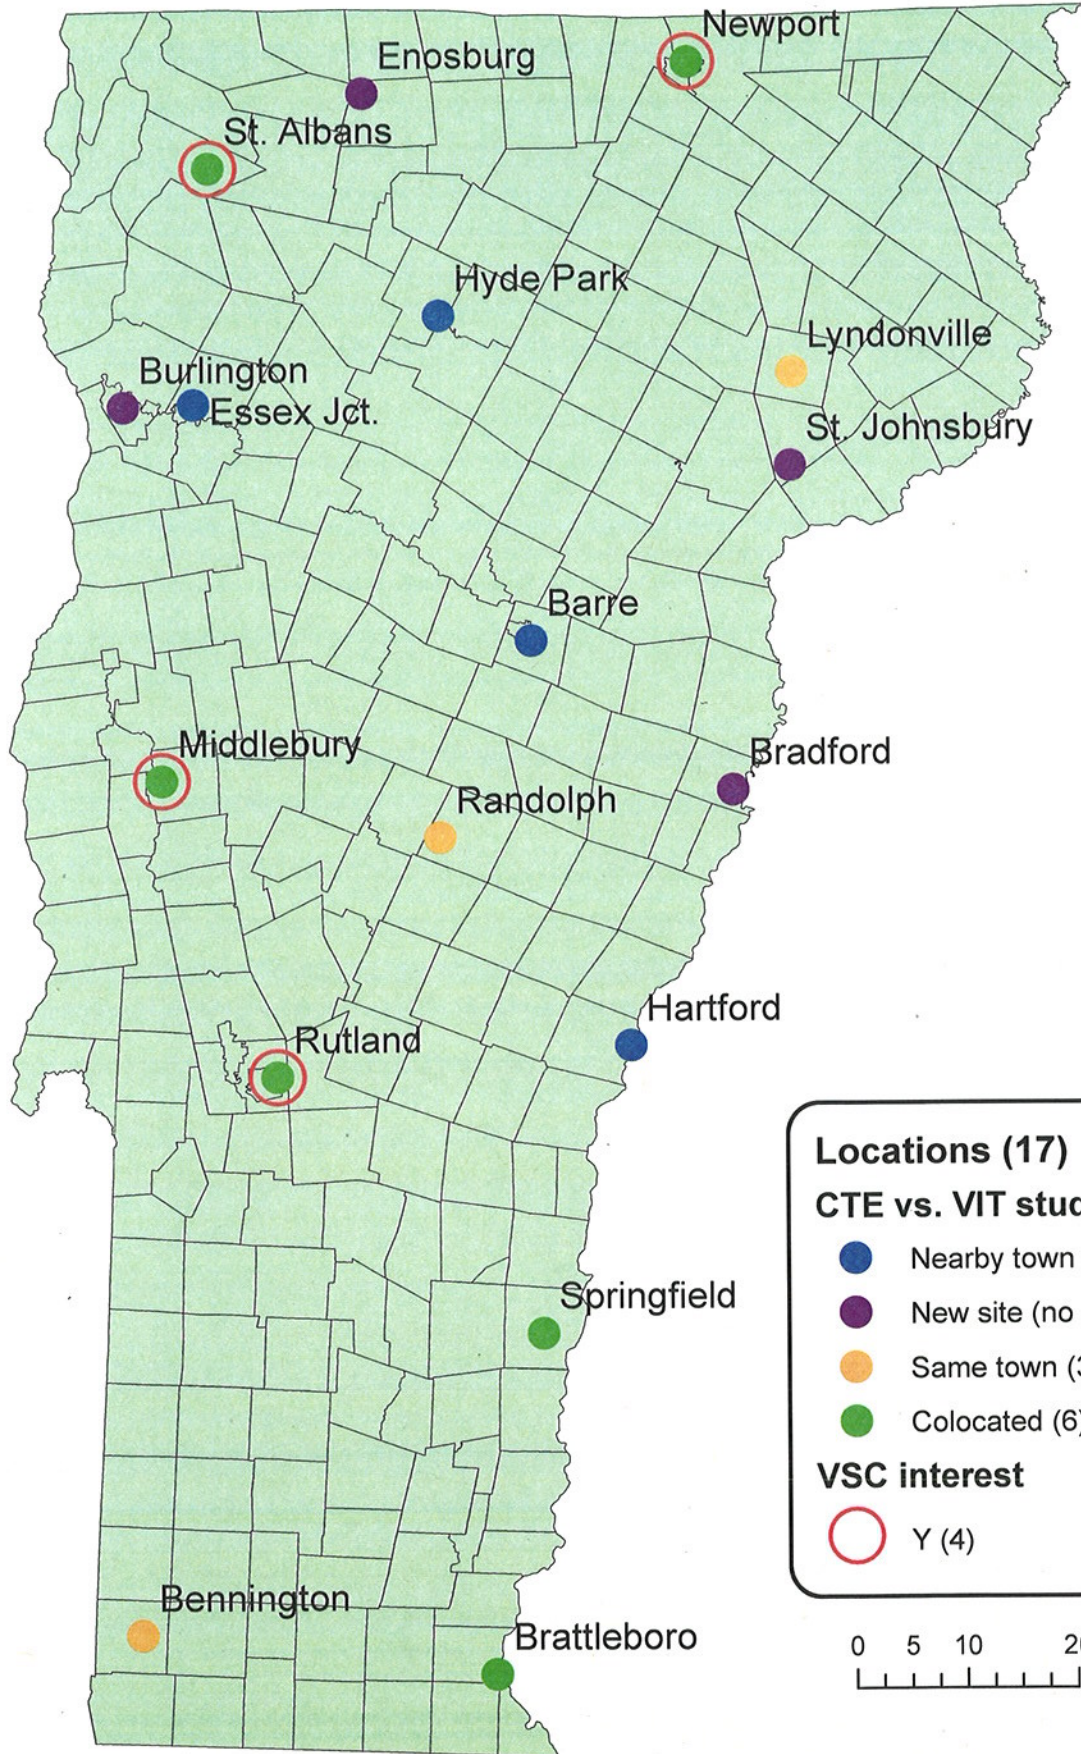 Newport
Enosburg
St. Albans
Hyde Park
Lyndonville
Burlington
Essex Jct.
St. Johnsbury
Barre
Middlebury
Bradford
Randolph
Hartford
Rutland
Springfield
Bennington
Brattleboro
Locations (17)
CTE vs. VIT
Nearby town
New site (no
Same town
Colocated (6)
VSC interest
Y (4)
0 5 10